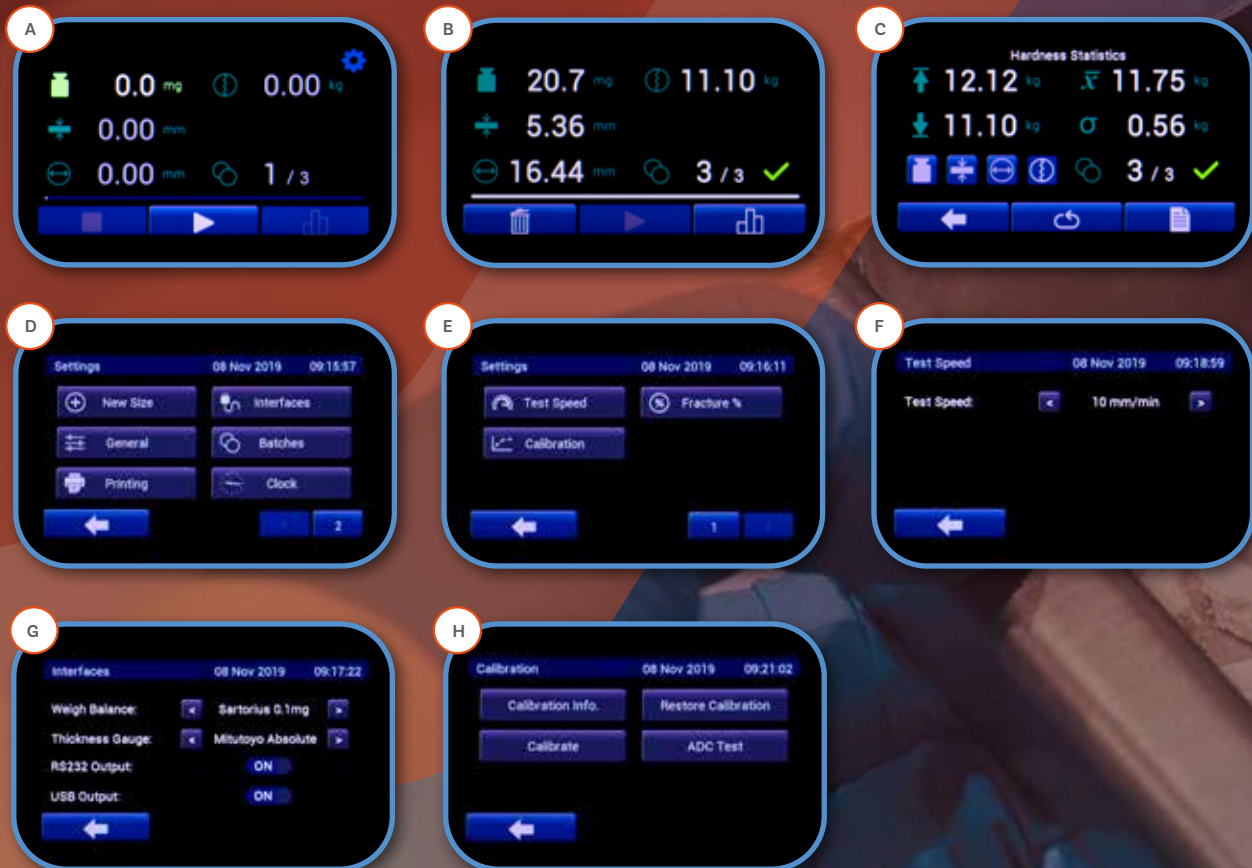 A
0.0 mg 0.00 kg
0.00 mm
0.00 mm 1 / 3
B
20.7 mg 11.10 kg
5.36 mm
16.44 mm 3 / 3
C
Hardness Statistics
12.12 kg x̅ 11.75 kg
11.10 kg σ 0.56 kg
3 / 3
D
Settings 08 Nov 2019 09:15:57
New Size Interfaces
General Batches
Printing Clock
2
E
Settings 08 Nov 2019 09:16:11
Test Speed Fracture %
Calibration
1
F
Test Speed 08 Nov 2019 09:18:59
Test Speed: < 10 mm/min >
G
Interfaces 08 Nov 2019 09:17:22
Weigh Balance: < Sartorius 0.1mg >
Thickness Gauge: < Mitutoyo Absolute >
RS232 Output: ON
USB Output: ON
H
Calibration 08 Nov 2019 09:21:02
Calibration Info. Restore Calibration
Calibrate ADC Test